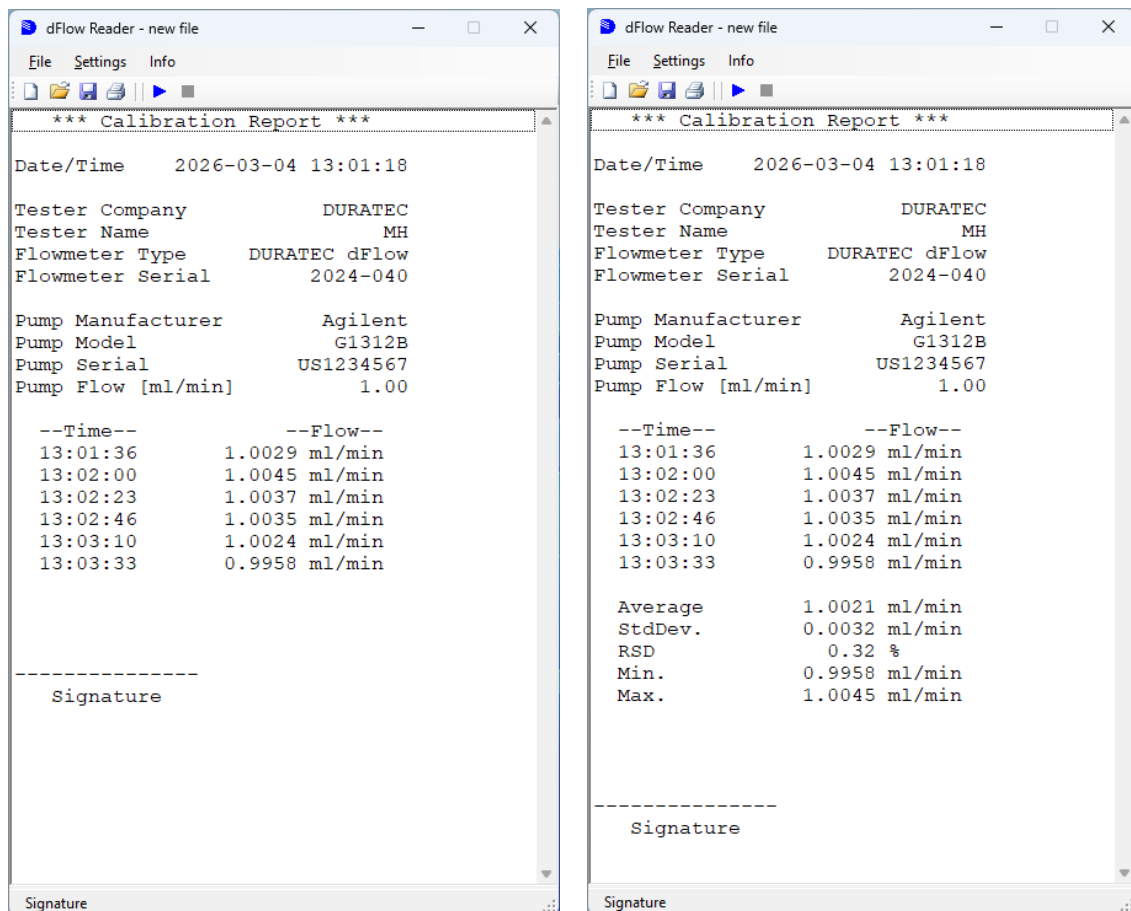 dFlow Reader - new file
File Settings Info
*** Calibration Report ***
Date/Time 2026-03-04 13:01:18
Tester Company DURATEC
Tester Name MH
Flowmeter Type DURATEC dFlow
Flowmeter Serial 2024-040
Pump Manufacturer Agilent
Pump Model G1312B
Pump Serial US1234567
Pump Flow [ml/min] 1.00
--Time-- --Flow--
13:01:36 1.0029 ml/min
13:02:00 1.0045 ml/min
13:02:23 1.0037 ml/min
13:02:46 1.0035 ml/min
13:03:10 1.0024 ml/min
13:03:33 0.9958 ml/min
---------------
Signature
Signature
dFlow Reader - new file
File Settings Info
*** Calibration Report ***
Date/Time 2026-03-04 13:01:18
Tester Company DURATEC
Tester Name MH
Flowmeter Type DURATEC dFlow
Flowmeter Serial 2024-040
Pump Manufacturer Agilent
Pump Model G1312B
Pump Serial US1234567
Pump Flow [ml/min] 1.00
--Time-- --Flow--
13:01:36 1.0029 ml/min
13:02:00 1.0045 ml/min
13:02:23 1.0037 ml/min
13:02:46 1.0035 ml/min
13:03:10 1.0024 ml/min
13:03:33 0.9958 ml/min
Average 1.0021 ml/min
StdDev. 0.0032 ml/min
RSD 0.32 %
Min. 0.9958 ml/min
Max. 1.0045 ml/min
---------------
Signature
Signature